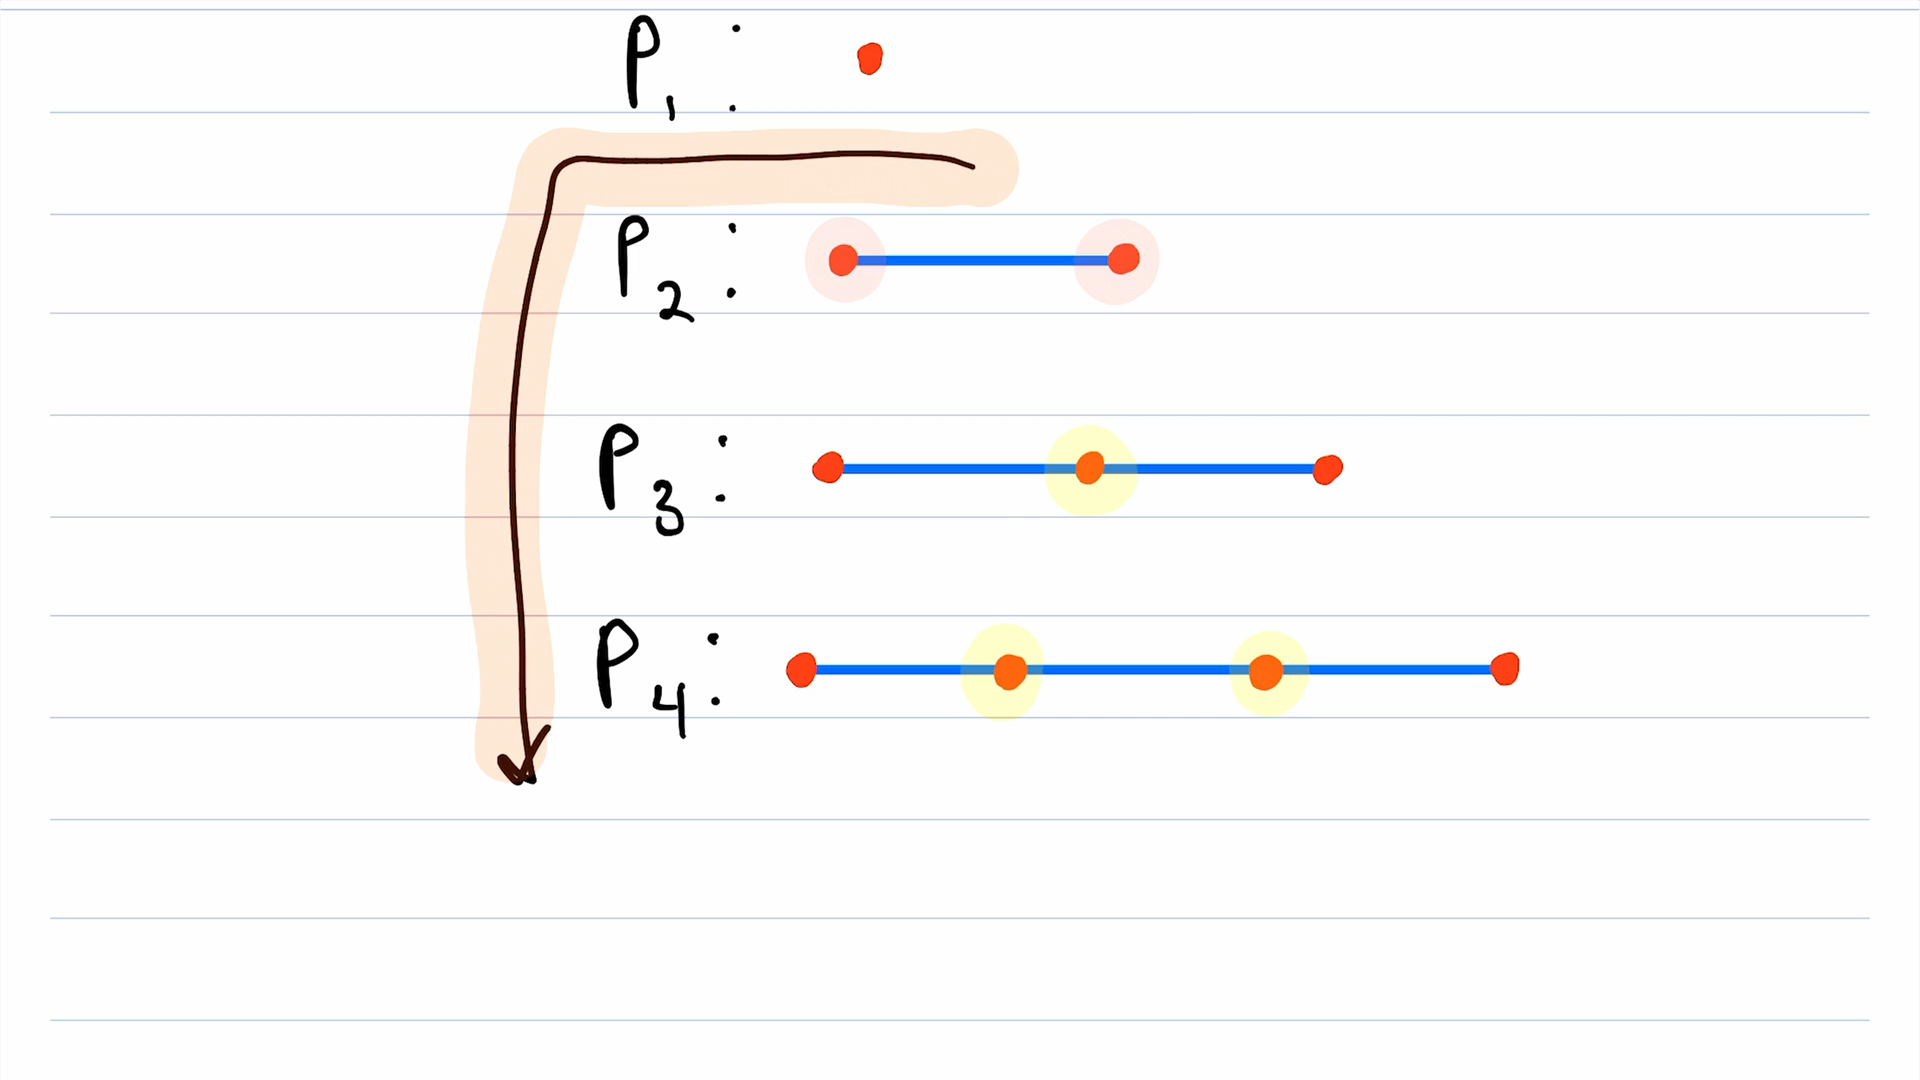 P₁ :
P₂ :
P₃ :
P₄ :